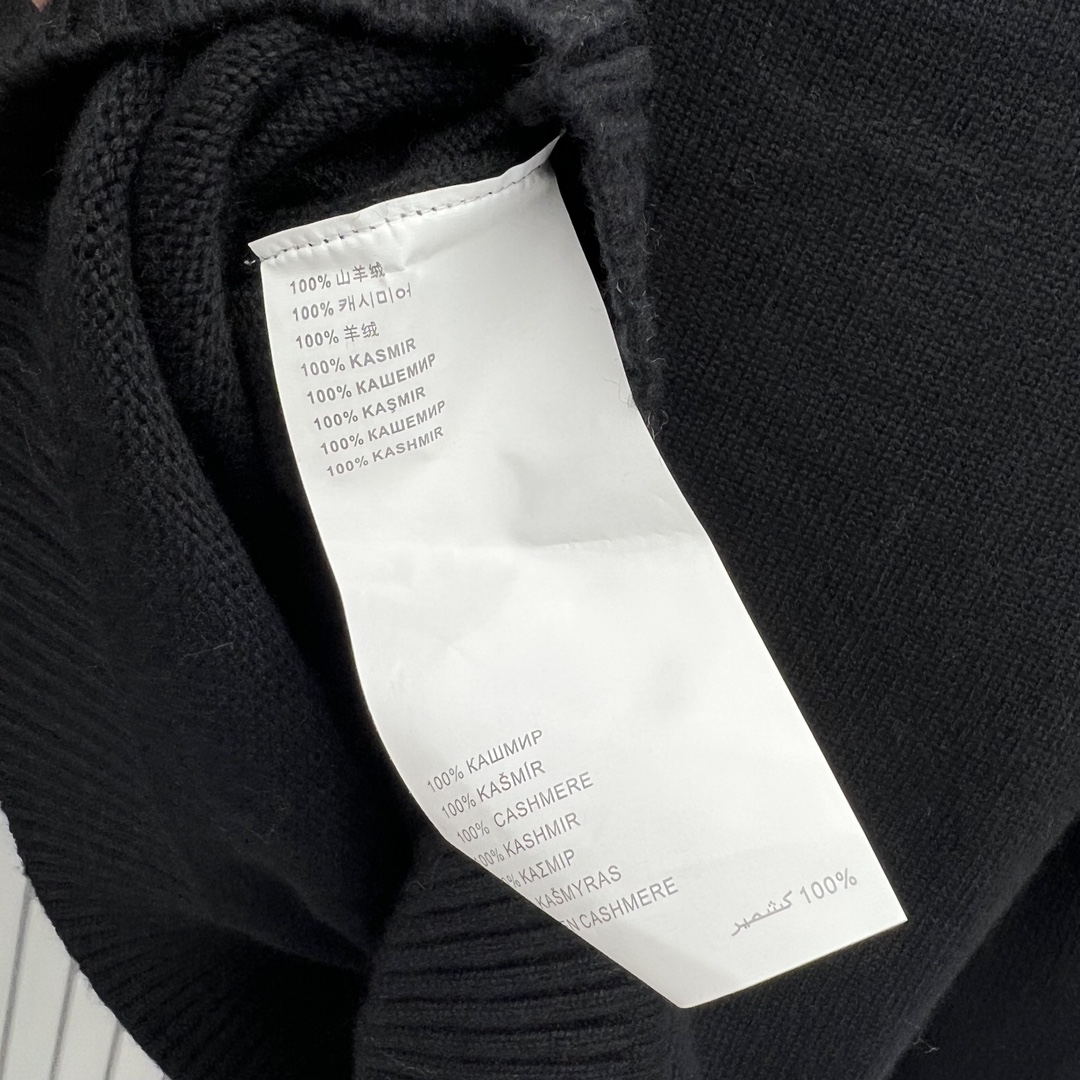 100% 山羊绒
100% 캐시미어
100% 羊绒
100% KASMIR
100% КАШЕМИР
100% KAŞMIR
100% КАШЕМИР
100% KASHMIR
100% КАШМИР
100% KAŠMÍR
100% CASHMERE
100% KASHMIR
% ΚΑΣΜΙΡ
KAŠMYRAS
EN CASHMERE
100% كشمير